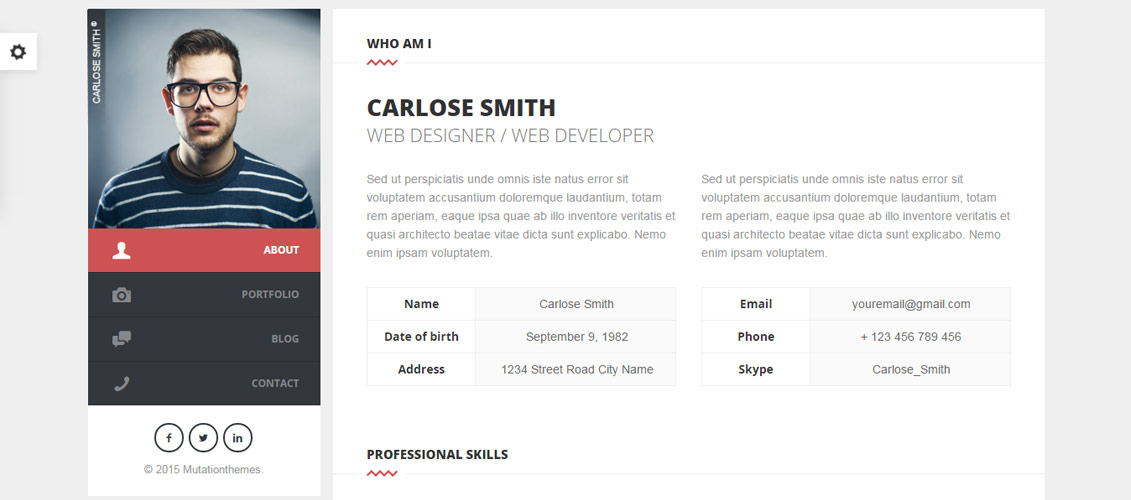 CARLOSE SMITH
ABOUT
PORTFOLIO
BLOG
CONTACT
f
in
© 2015 Mutationthemes.
WHO AM I
CARLOSE SMITH
WEB DESIGNER / WEB DEVELOPER
Sed ut perspiciatis unde omnis iste natus error sit
voluptatem accusantium doloremque laudantium, totam
rem aperiam, eaque ipsa quae ab illo inventore veritatis et
quasi architecto beatae vitae dicta sunt explicabo. Nemo
enim ipsam voluptatem.
Sed ut perspiciatis unde omnis iste natus error sit
voluptatem accusantium doloremque laudantium, totam
rem aperiam, eaque ipsa quae ab illo inventore veritatis et
quasi architecto beatae vitae dicta sunt explicabo. Nemo
enim ipsam voluptatem.
Name Carlose Smith
Date of birth September 9, 1982
Address 1234 Street Road City Name
Email youremail@gmail.com
Phone + 123 456 789 456
Skype Carlose_Smith
PROFESSIONAL SKILLS